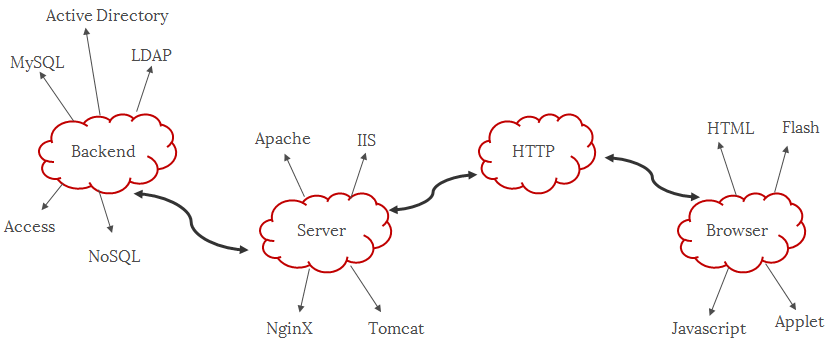 Active Directory
MySQL
LDAP
Backend
Access
NoSQL
Apache
IIS
Server
NginX
Tomcat
HTTP
HTML
Flash
Browser
Javascript
Applet